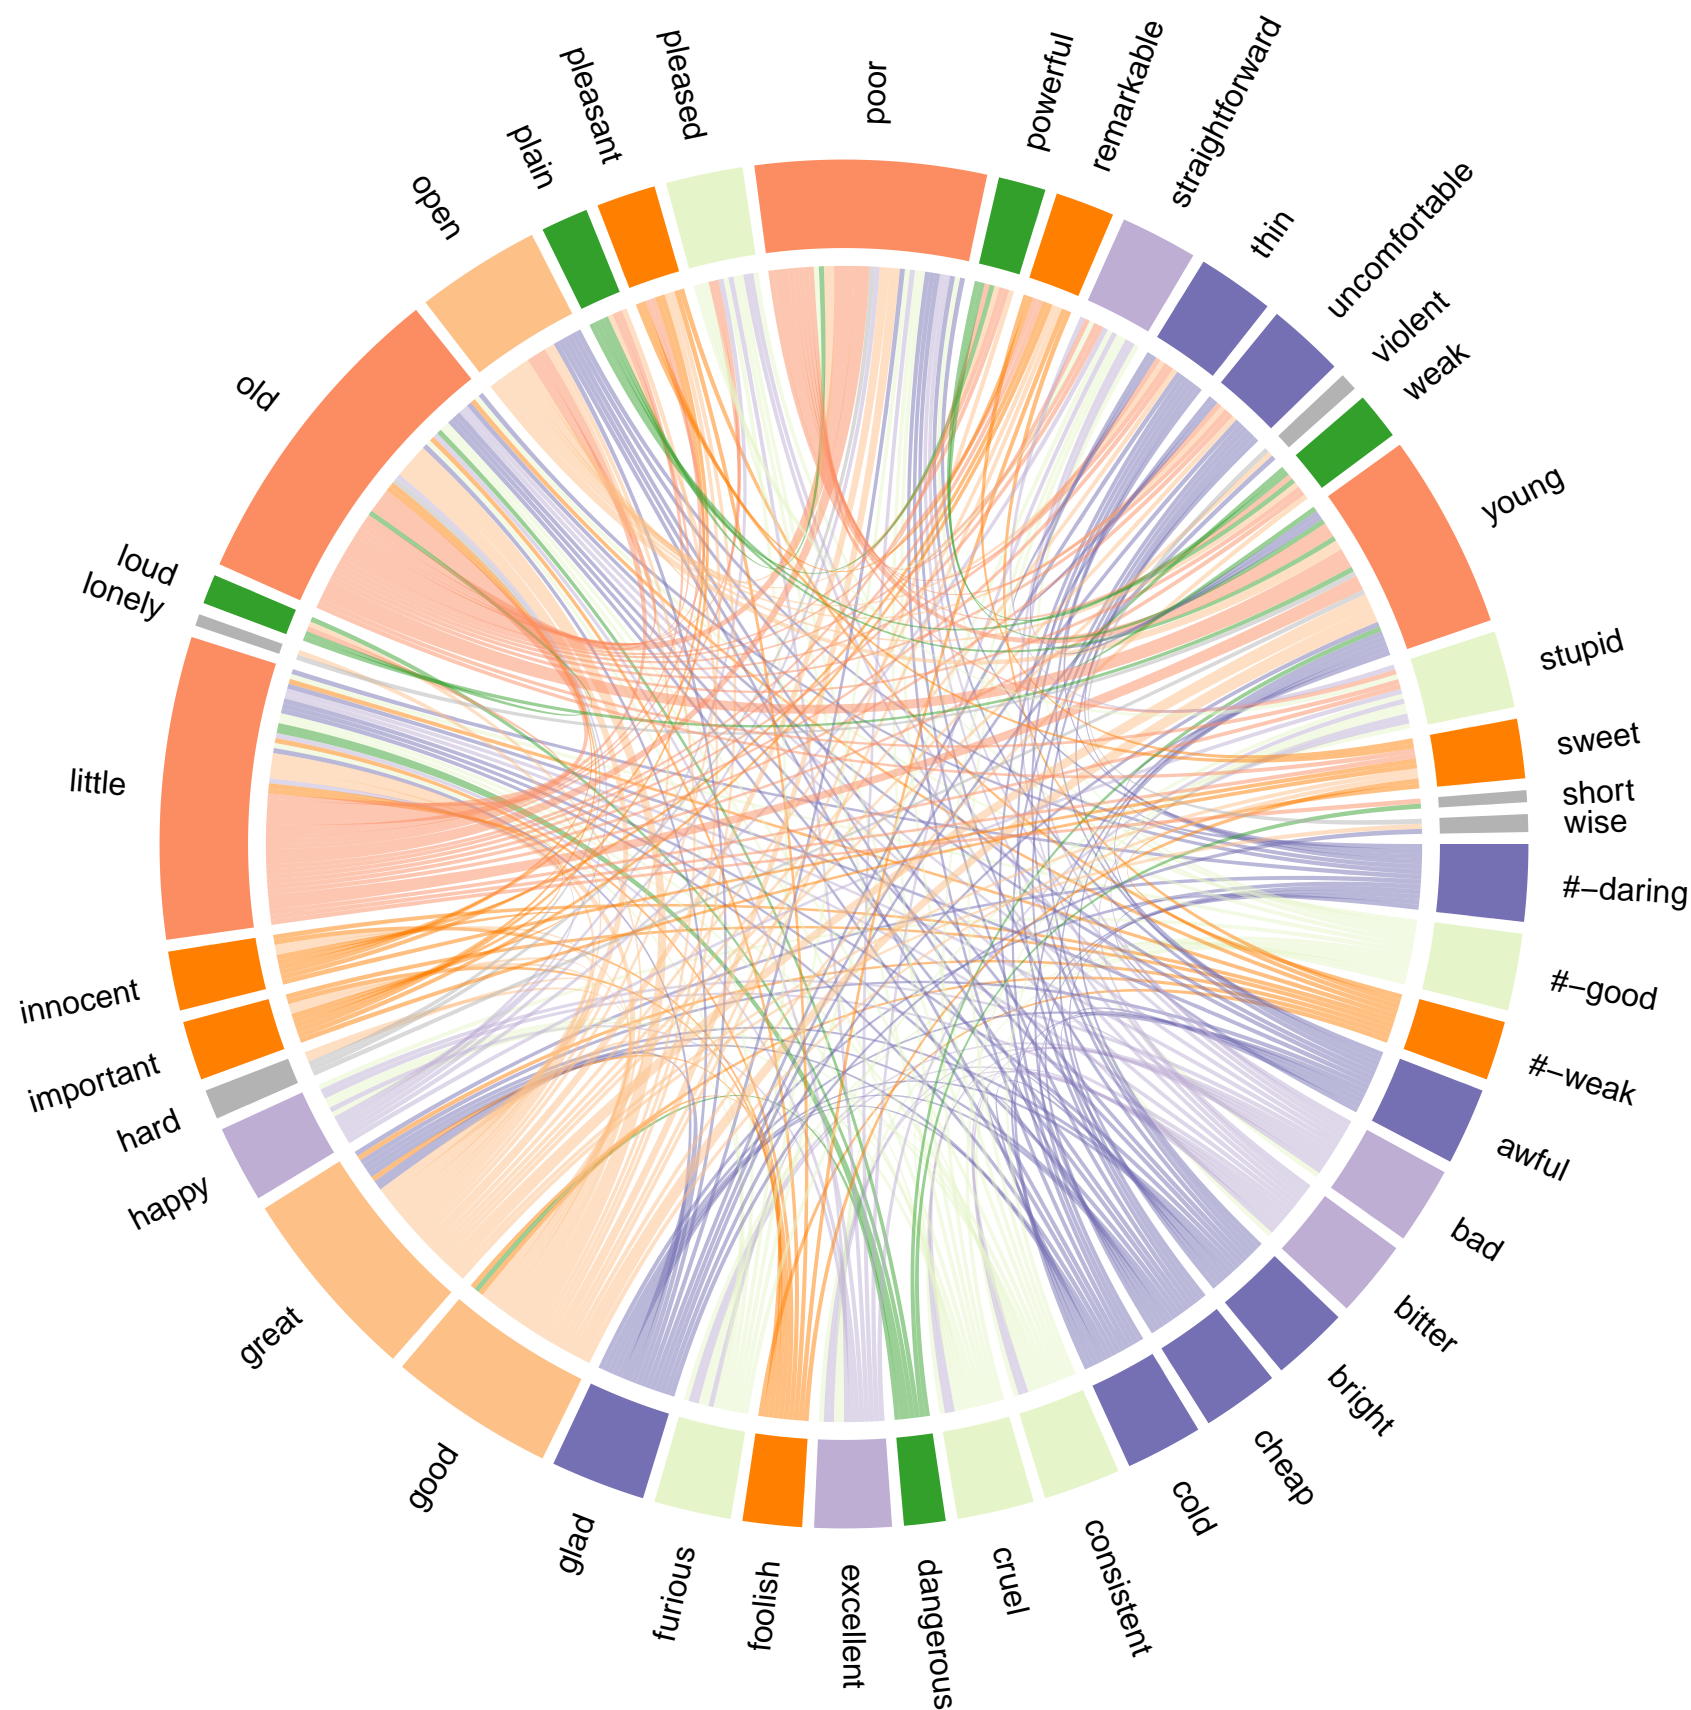 poor
powerful
remarkable
straightforward
thin
uncomfortable
violent
weak
young
stupid
sweet
short
wise
#–daring
#–good
#–weak
awful
bad
bitter
bright
cheap
cold
consistent
cruel
dangerous
excellent
foolish
furious
glad
good
great
happy
hard
important
innocent
little
lonely
loud
old
open
plain
pleasant
pleased